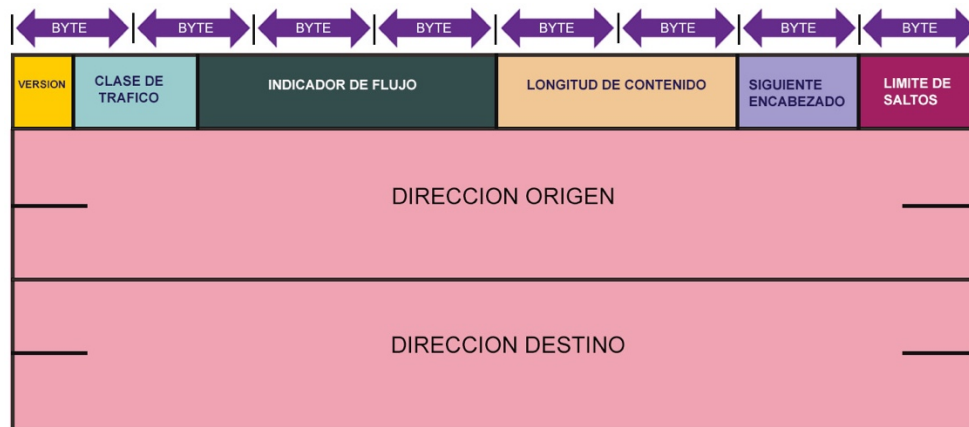 BYTE BYTE BYTE BYTE BYTE BYTE BYTE BYTE
VERSION
CLASE DE
TRAFICO
INDICADOR DE FLUJO
LONGITUD DE CONTENIDO
SIGUIENTE
ENCABEZADO
LIMITE DE
SALTOS
DIRECCION ORIGEN
DIRECCION DESTINO